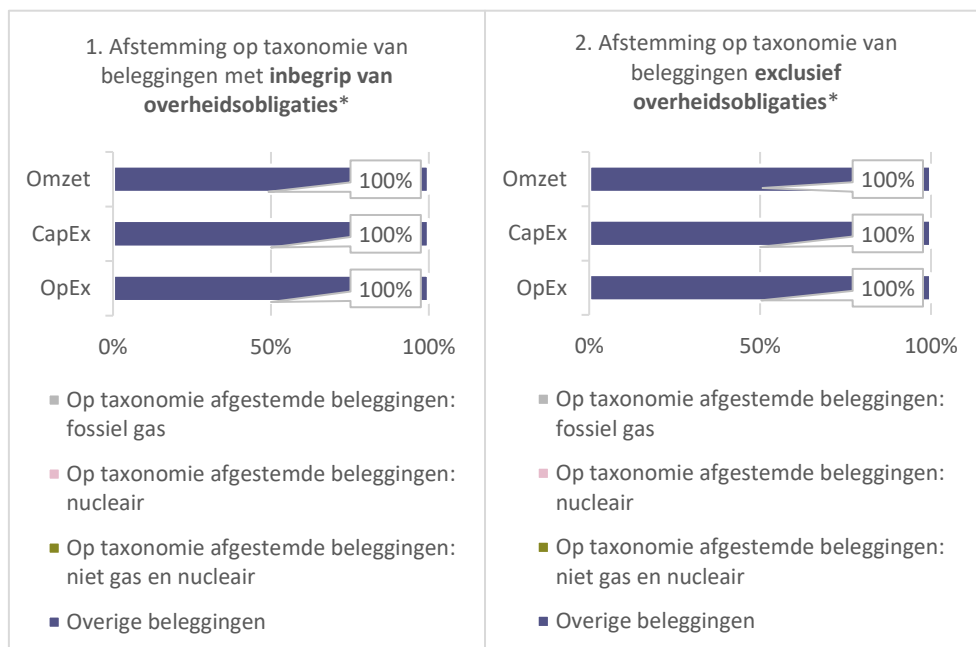 1. Afstemming op taxonomie van
beleggingen met inbegrip van
overheidsobligaties*
Omzet
100%
CapEx
100%
OpEx
100%
0%
50%
100%
Op taxonomie afgestemde beleggingen:
fossiel gas
Op taxonomie afgestemde beleggingen:
nucleair
Op taxonomie afgestemde beleggingen:
niet gas en nucleair
Overige beleggingen
2. Afstemming op taxonomie van
beleggingen exclusief
overheidsobligaties*
Omzet
100%
CapEx
100%
OpEx
100%
0%
50%
100%
Op taxonomie afgestemde beleggingen:
fossiel gas
Op taxonomie afgestemde beleggingen:
nucleair
Op taxonomie afgestemde beleggingen:
niet gas en nucleair
Overige beleggingen